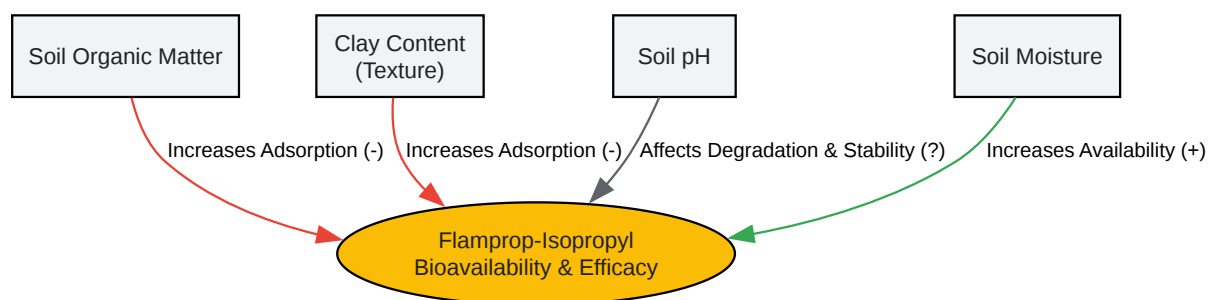 Soil Organic Matter
Clay Content
(Texture)
Soil pH
Soil Moisture
Increases Adsorption (-)
Increases Adsorption (-)
Affects Degradation & Stability (?)
Increases Availability (+)
Flamprop-Isopropyl
Bioavailability & Efficacy